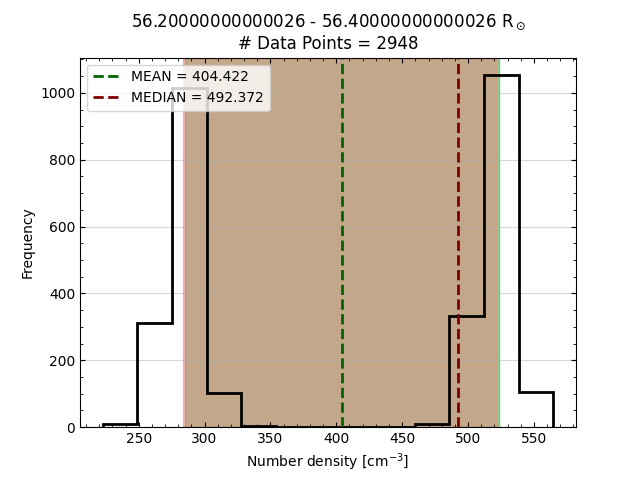 56.20000000000026 - 56.40000000000026 R⊙
# Data Points = 2948
MEAN = 404.422
MEDIAN = 492.372
1000
800
600
400
200
0
Frequency
250 300 350 400 450 500 550
Number density [cm⁻³]